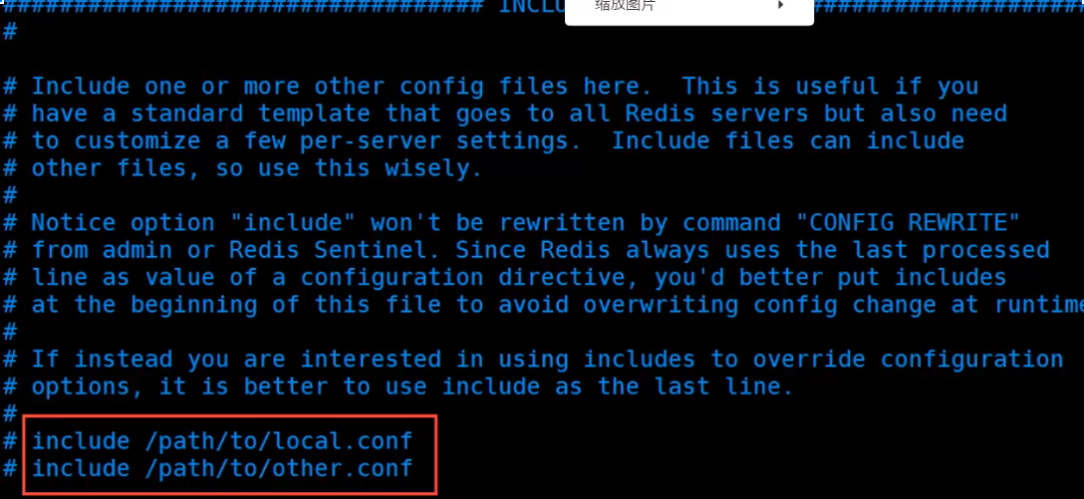 ################################## INCLU
缩放图片
###################
#
# Include one or more other config files here.  This is useful if you
# have a standard template that goes to all Redis servers but also need
# to customize a few per-server settings.  Include files can include
# other files, so use this wisely.
#
# Notice option "include" won't be rewritten by command "CONFIG REWRITE"
# from admin or Redis Sentinel. Since Redis always uses the last processed
# line as value of a configuration directive, you'd better put includes
# at the beginning of this file to avoid overwriting config change at runtime
#
# If instead you are interested in using includes to override configuration
# options, it is better to use include as the last line.
#
# include /path/to/local.conf
# include /path/to/other.conf